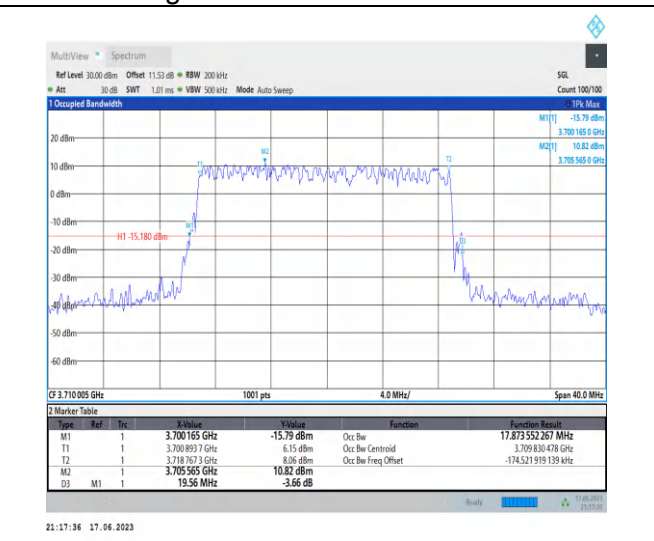 MultiView Spectrum
Ref Level 30.00 dBm Offset 11.53 dB RBW 200 kHz SGL
Att 30 dB SWT 1.01 ms VBW 500 kHz Mode Auto Sweep Count 100/100
1 Occupied Bandwidth 1Pk Max
M1[1] -15.79 dBm
3.700 165 0 GHz
M2[1] 10.82 dBm
3.705 565 0 GHz
20 dBm
M2
T1 T2
10 dBm
0 dBm
-10 dBm
M1
H1 -15.180 dBm
D3
-20 dBm
-30 dBm
-40 dBm
-50 dBm
-60 dBm
CF 3.710 005 GHz 1001 pts 4.0 MHz/ Span 40.0 MHz
2 Marker Table
Type Ref Trc X-Value Y-Value Function Function Result
M1 1 3.700165 GHz -15.79 dBm Occ Bw 17.873 552 267 MHz
T1 1 3.700 893 7 GHz 6.15 dBm Occ Bw Centroid 3.709 830 478 GHz
T2 1 3.718 767 3 GHz 8.06 dBm Occ Bw Freq Offset -174.521 919 139 kHz
M2 1 3.705 565 GHz 10.82 dBm
D3 M1 1 19.56 MHz -3.66 dB
Ready 17.06.2023
21:17:35
21:17:36 17.06.2023